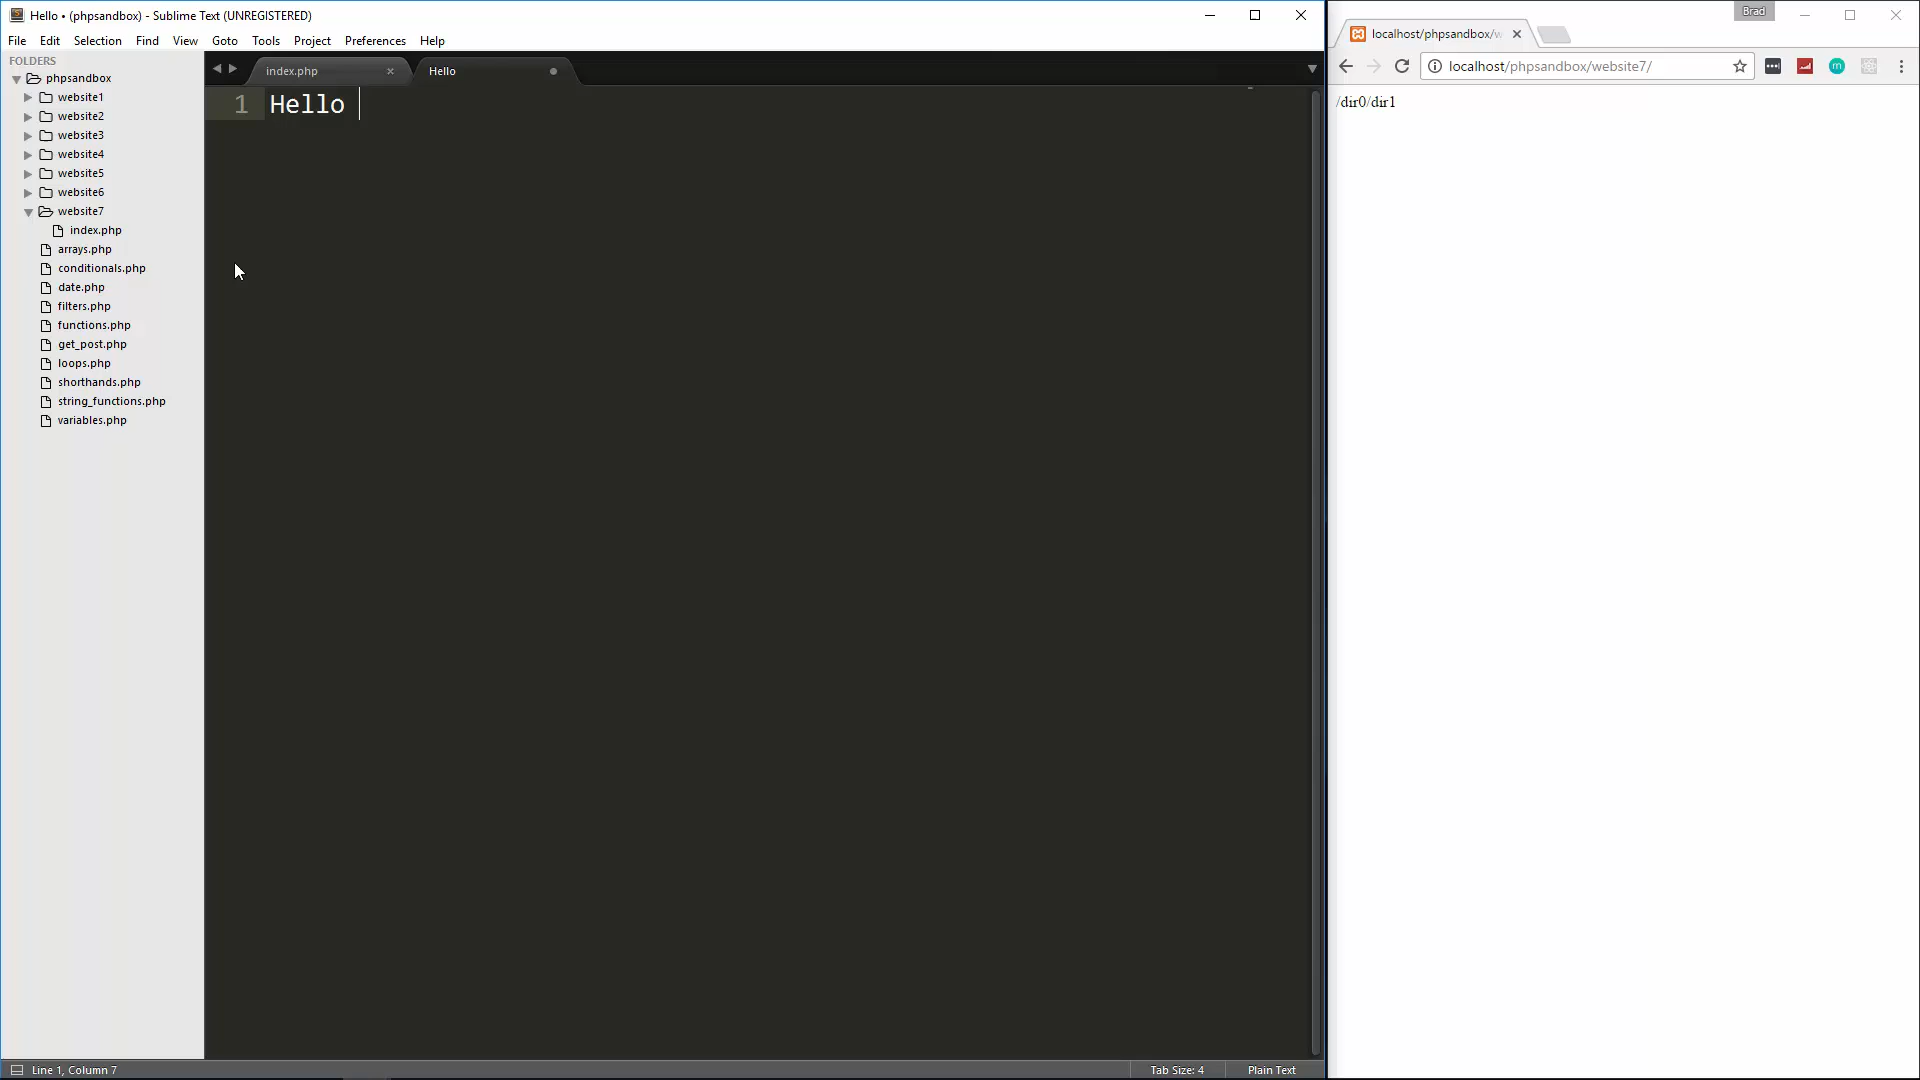 Hello • (phpsandbox) - Sublime Text (UNREGISTERED)
File Edit Selection Find View Goto Tools Project Preferences Help
FOLDERS
phpsandbox
website1
website2
website3
website4
website5
website6
website7
index.php
arrays.php
conditionals.php
date.php
filters.php
functions.php
get_post.php
loops.php
shorthands.php
string_functions.php
variables.php
index.php
Hello
1 Hello
Line 1, Column 7
Tab Size: 4
Plain Text
Brad
localhost/phpsandbox/w
localhost/phpsandbox/website7/
/dir0/dir1